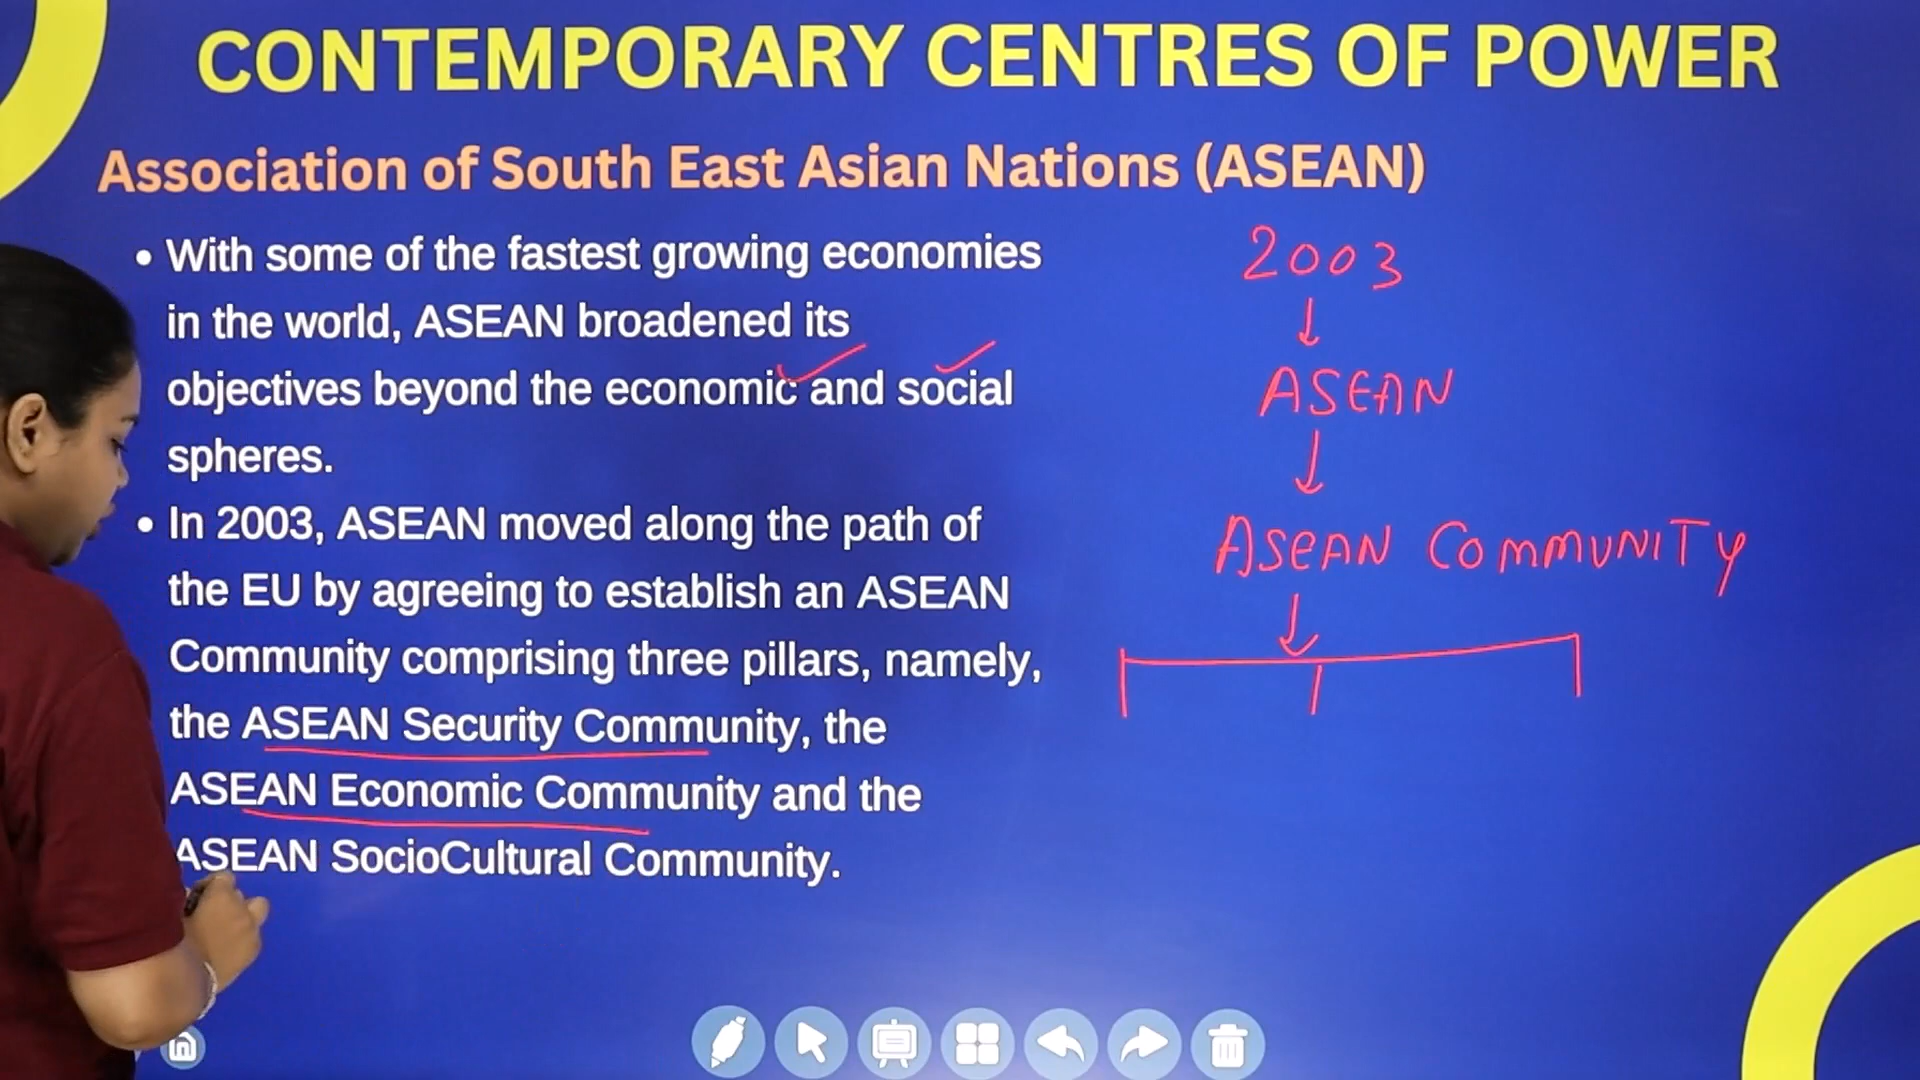 CONTEMPORARY CENTRES OF POWER
Association of South East Asian Nations (ASEAN)
• With some of the fastest growing economies
in the world, ASEAN broadened its
objectives beyond the economic and social
spheres.
• In 2003, ASEAN moved along the path of
the EU by agreeing to establish an ASEAN
Community comprising three pillars, namely,
the ASEAN Security Community, the
ASEAN Economic Community and the
ASEAN SocioCultural Community.
2003
ASEAN
ASEAN COMMUNITY